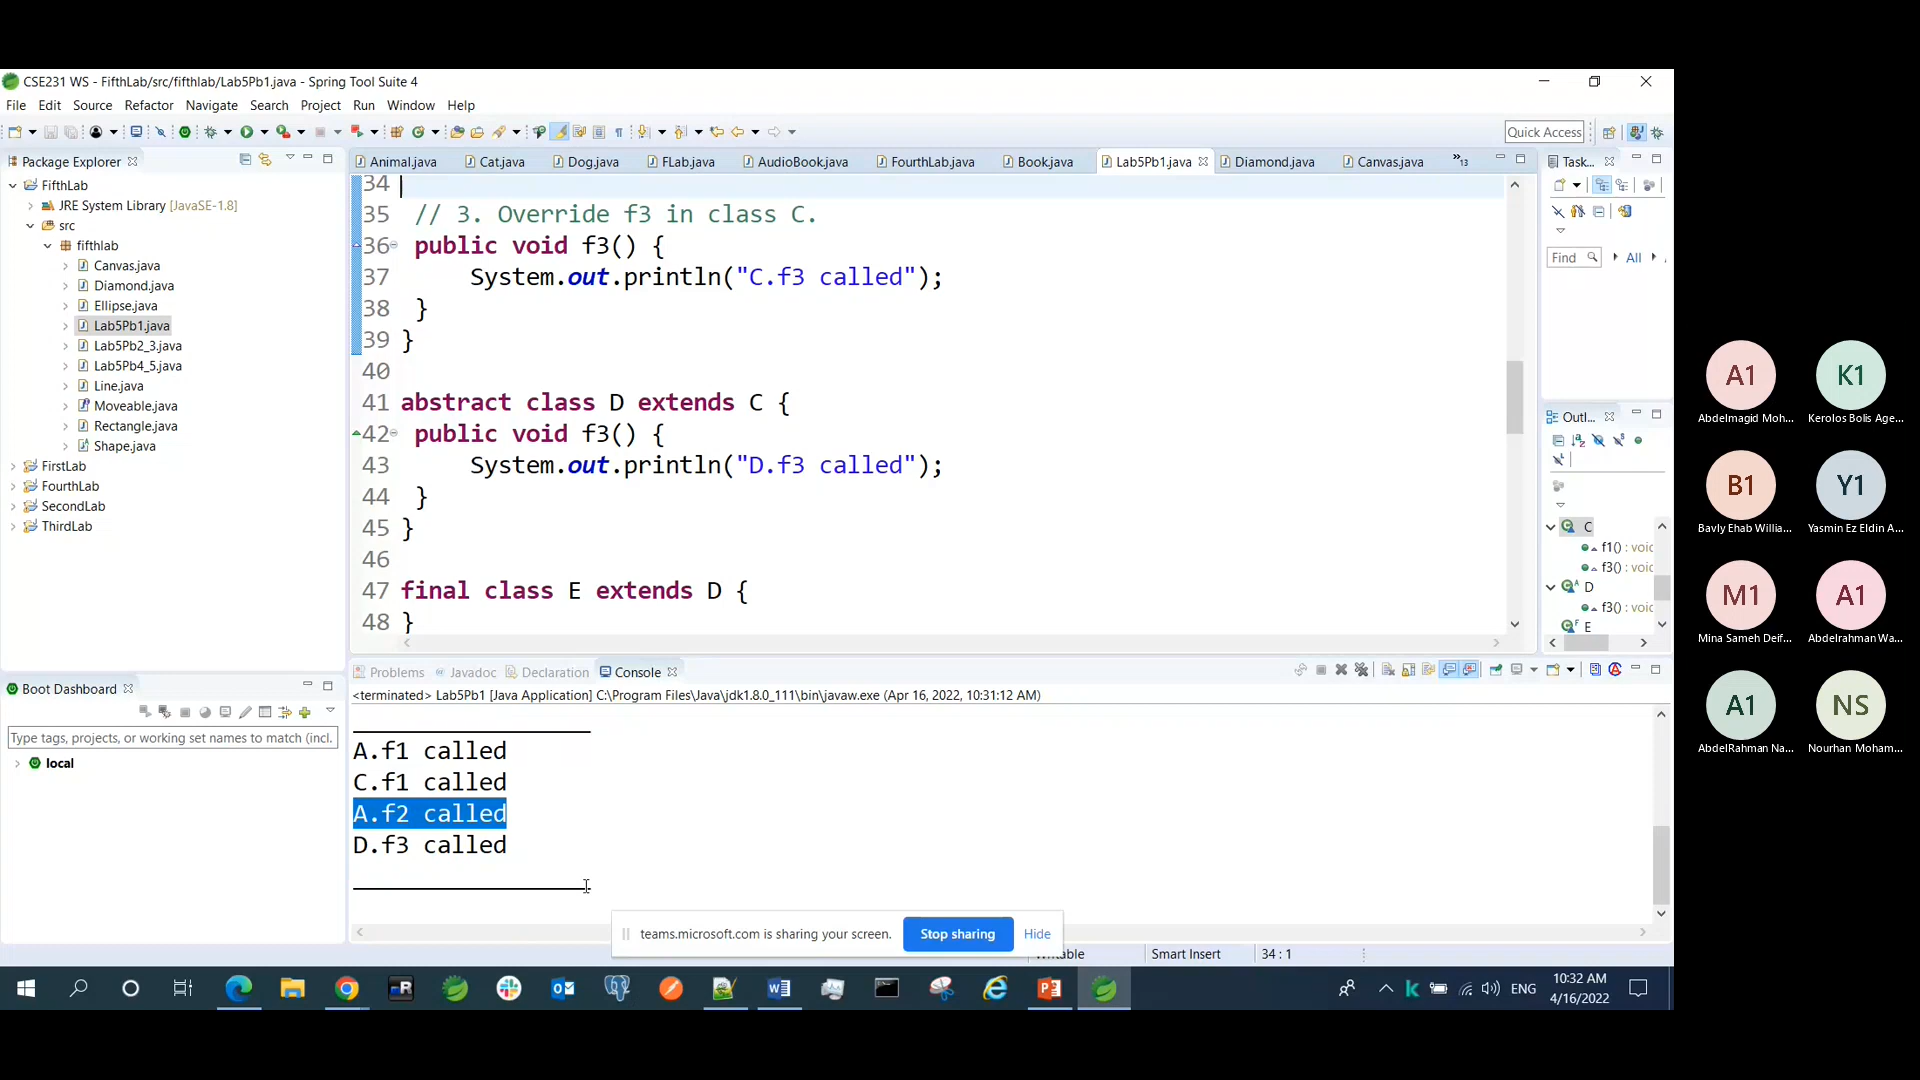 CSE231 WS - FifthLab/src/fifthlab/Lab5Pb1.java - Spring Tool Suite 4
File Edit Source Refactor Navigate Search Project Run Window Help
Quick Access
Package Explorer
FifthLab
JRE System Library [JavaSE-1.8]
src
fifthlab
Canvas.java
Diamond.java
Ellipse.java
Lab5Pb1.java
Lab5Pb2_3.java
Lab5Pb4_5.java
Line.java
Moveable.java
Rectangle.java
Shape.java
FirstLab
FourthLab
SecondLab
ThirdLab
Animal.java Cat.java Dog.java FLab.java AudioBook.java FourthLab.java Book.java Lab5Pb1.java Diamond.java Canvas.java »13
34
35 // 3. Override f3 in class C.
36 public void f3() {
37 System.out.println("C.f3 called");
38 }
39 }
40
41 abstract class D extends C {
42 public void f3() {
43 System.out.println("D.f3 called");
44 }
45 }
46
47 final class E extends D {
48 }
Task...
Find All
Outl...
C
f1() : voic
f3() : voic
D
f3() : voic
E
Boot Dashboard
Type tags, projects, or working set names to match (incl.
local
Problems Javadoc Declaration Console
<terminated> Lab5Pb1 [Java Application] C:\Program Files\Java\jdk1.8.0_111\bin\javaw.exe (Apr 16, 2022, 10:31:12 AM)
A.f1 called
C.f1 called
A.f2 called
D.f3 called
teams.microsoft.com is sharing your screen. Stop sharing Hide
Smart Insert 34 : 1
ENG
10:32 AM
4/16/2022
A1 K1
Abdelmagid Moh... Kerolos Bolis Age...
B1 Y1
Bavly Ehab Willia... Yasmin Ez Eldin A...
M1 A1
Mina Sameh Deif... Abdelrahman Wa...
A1 NS
AbdelRahman Na... Nourhan Moham...